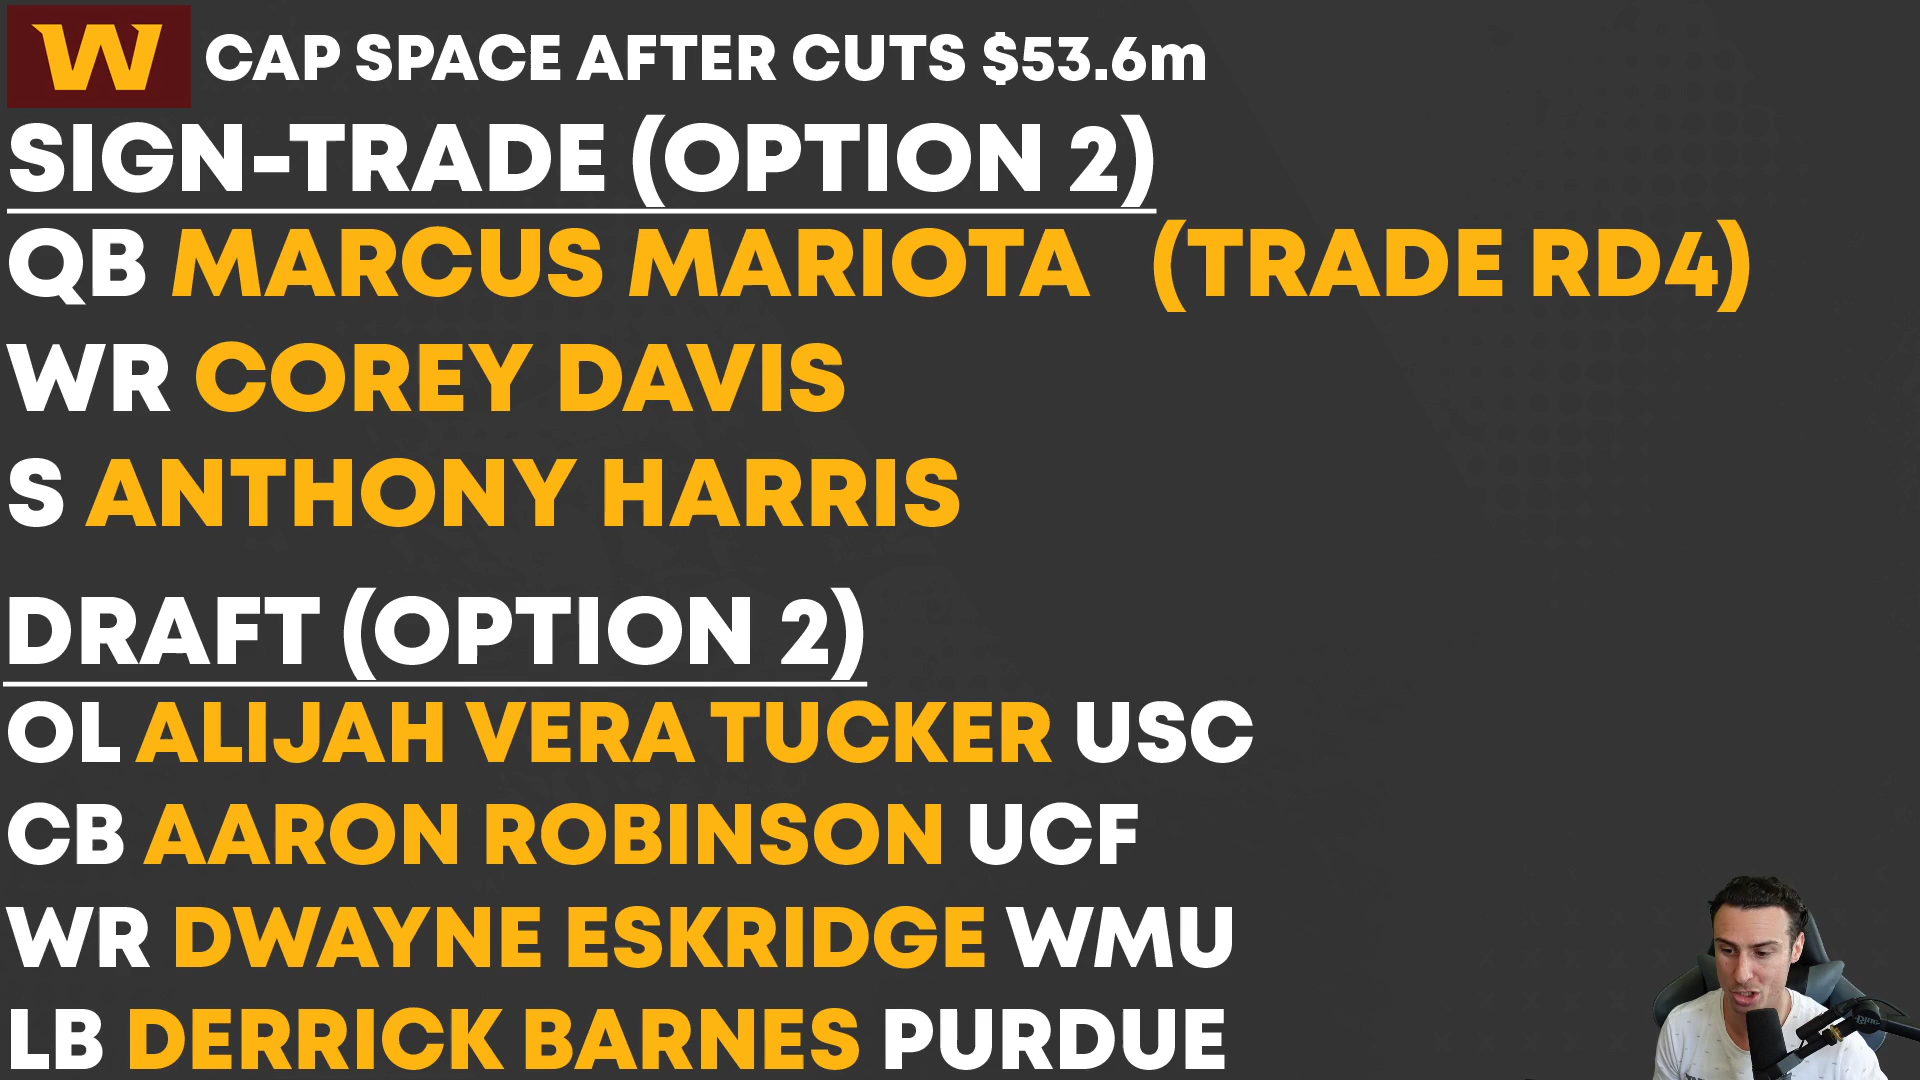 W CAP SPACE AFTER CUTS $53.6m
SIGN-TRADE (OPTION 2)
QB MARCUS MARIOTA (TRADE RD4)
WR COREY DAVIS
S ANTHONY HARRIS
DRAFT (OPTION 2)
OL ALIJAH VERA TUCKER USC
CB AARON ROBINSON UCF
WR DWAYNE ESKRIDGE WMU
LB DERRICK BARNES PURDUE